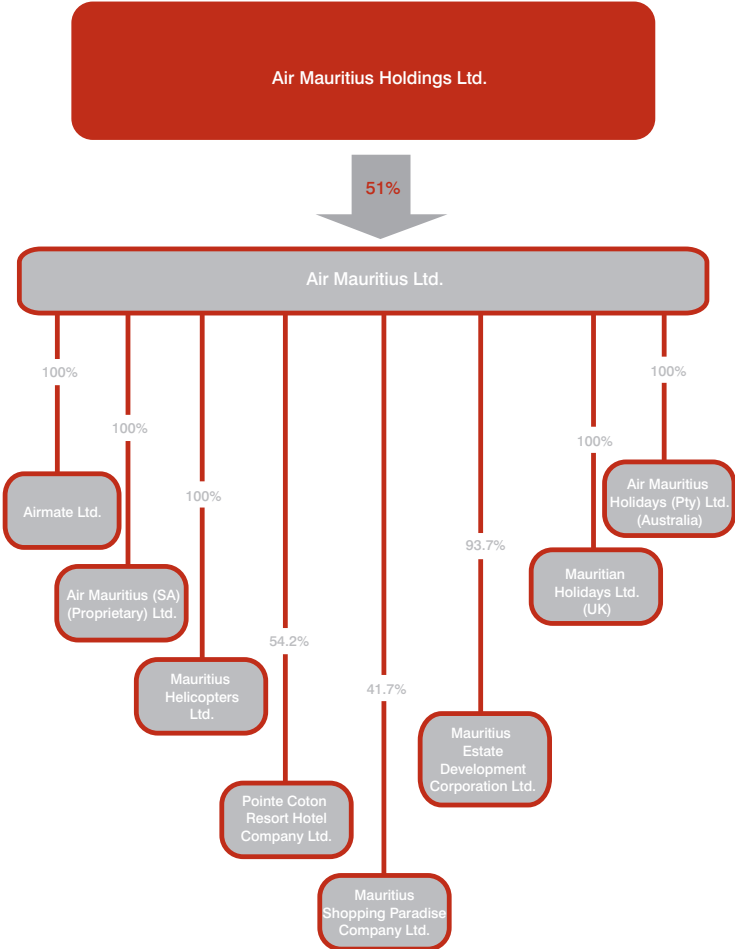 Air Mauritius Holdings Ltd.
51%
Air Mauritius Ltd.
100%
Airmate Ltd.
100%
Air Mauritius (SA)
(Proprietary) Ltd.
100%
Mauritius
Helicopters
Ltd.
54.2%
Pointe Coton
Resort Hotel
Company Ltd.
41.7%
Mauritius
Shopping Paradise
Company Ltd.
93.7%
Mauritius
Estate
Development
Corporation Ltd.
100%
Mauritian
Holidays Ltd.
(UK)
100%
Air Mauritius
Holidays (Pty) Ltd.
(Australia)